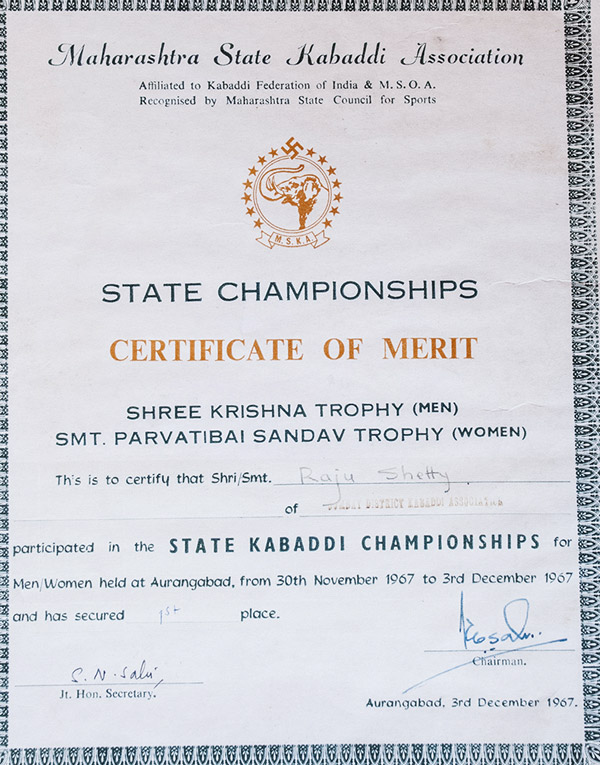 Maharashtra State Kabaddi Association
Affiliated to Kabaddi Federation of India & M. S. O. A.
Recognised by Maharashtra State Council for Sports
M.S.K.A.
STATE CHAMPIONSHIPS
CERTIFICATE OF MERIT
SHREE KRISHNA TROPHY (MEN)
SMT. PARVATIBAI SANDAV TROPHY (WOMEN)
This is to certify that Shri/Smt. Raju Shetty
of DISTRICT KABADDI ASSOCIATION
participated in the STATE KABADDI CHAMPIONSHIPS for
Men/Women held at Aurangabad, from 30th November 1967 to 3rd December 1967
and has secured 1st place.
Chairman.
Jt. Hon. Secretary.
Aurangabad, 3rd December 1967.